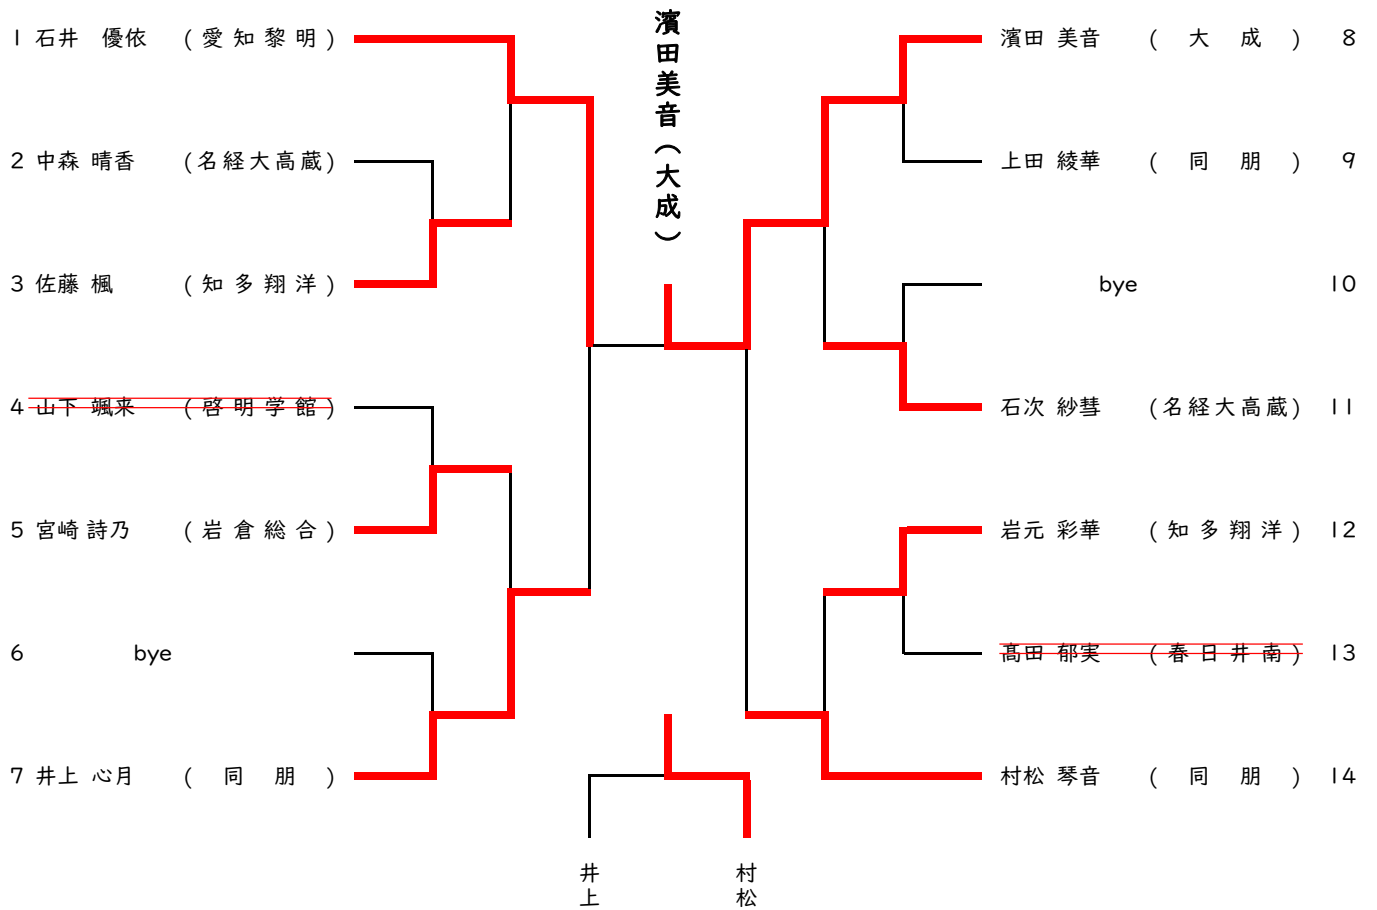 濱田美音（大成）
1 石井 優依 (愛知黎明)
2 中森 晴香 (名経大高蔵)
3 佐藤 楓 (知多翔洋)
4 山下 颯来 (啓明学館)
5 宮崎 詩乃 (岩倉総合)
6 bye
7 井上 心月 (同朋)
濱田 美音 (大成) 8
上田 綾華 (同朋) 9
bye 10
石次 紗彗 (名経大高蔵) 11
岩元 彩華 (知多翔洋) 12
髙田 郁実 (春日井南) 13
村松 琴音 (同朋) 14
井上
村松